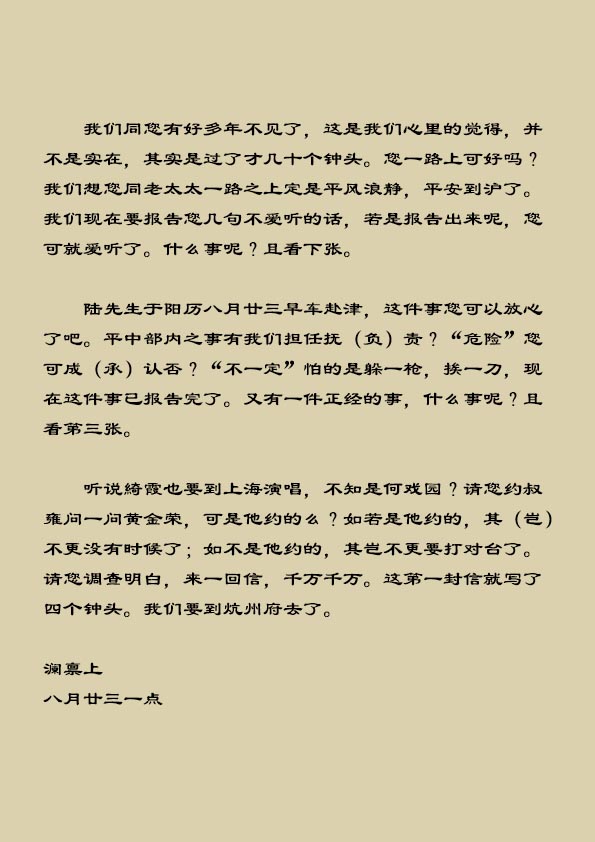 我们同您有好多年不见了，这是我们心里的觉得，并
不是实在，其实是过了才几十个钟头。您一路上可好吗？
我们想您同老太太一路之上定是平风浪静，平安到沪了。
我们现在要报告您几句不爱听的话，若是报告出来呢，您
可就爱听了。什么事呢？且看下张。
陆先生于阳历八月廿三早车赴津，这件事您可以放心
了吧。平中部内之事有我们担任抚（负）责？“危险”您
可成（承）认否？“不一定”怕的是躲一枪，挨一刀，现
在这件事已报告完了。又有一件正经的事，什么事呢？且
看第三张。
听说綺霞也要到上海演唱，不知是何戏园？请您约叔
雍问一问黄金荣，可是他约的么？如若是他约的，其（岂）
不更没有时候了；如不是他约的，其岂不更要打对台了。
请您调查明白，来一回信，千万千万。这第一封信就写了
四个钟头。我们要到炕州府去了。
澜禀上
八月廿三一点